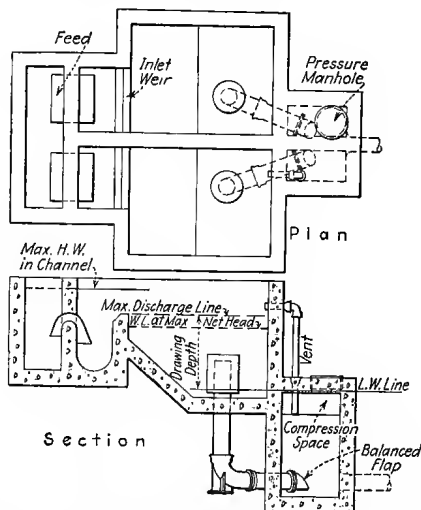 Feed
Inlet
Weir
Pressure
Manhole
Plan
Max. H.W.
in Channel
Max. Discharge Line
W.L. at Max Net Head
Drawing
Depth
Vent
L.W. Line
Section
Compression
Space
Balanced
Flap